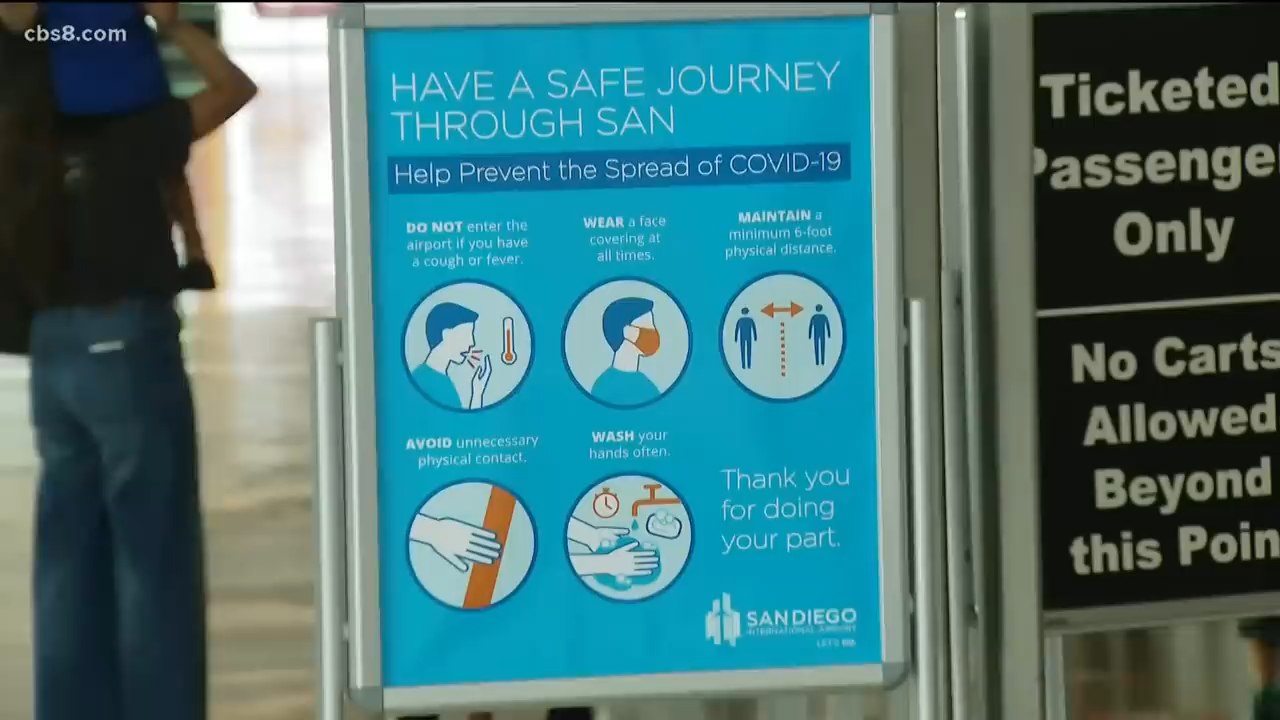 cbs8.com
HAVE A SAFE JOURNEY
THROUGH SAN
Help Prevent the Spread of COVID-19
DO NOT enter the
airport if you have
a cough or fever.
WEAR a face
covering at
all times.
MAINTAIN a
minimum 6-foot
physical distance.
AVOID unnecessary
physical contact.
WASH your
hands often.
Thank you
for doing
your part.
SAN DIEGO
INTERNATIONAL AIRPORT
LET'S GO.
Ticketed
Passenge
Only
No Carts
Allowed
Beyond
this Poin